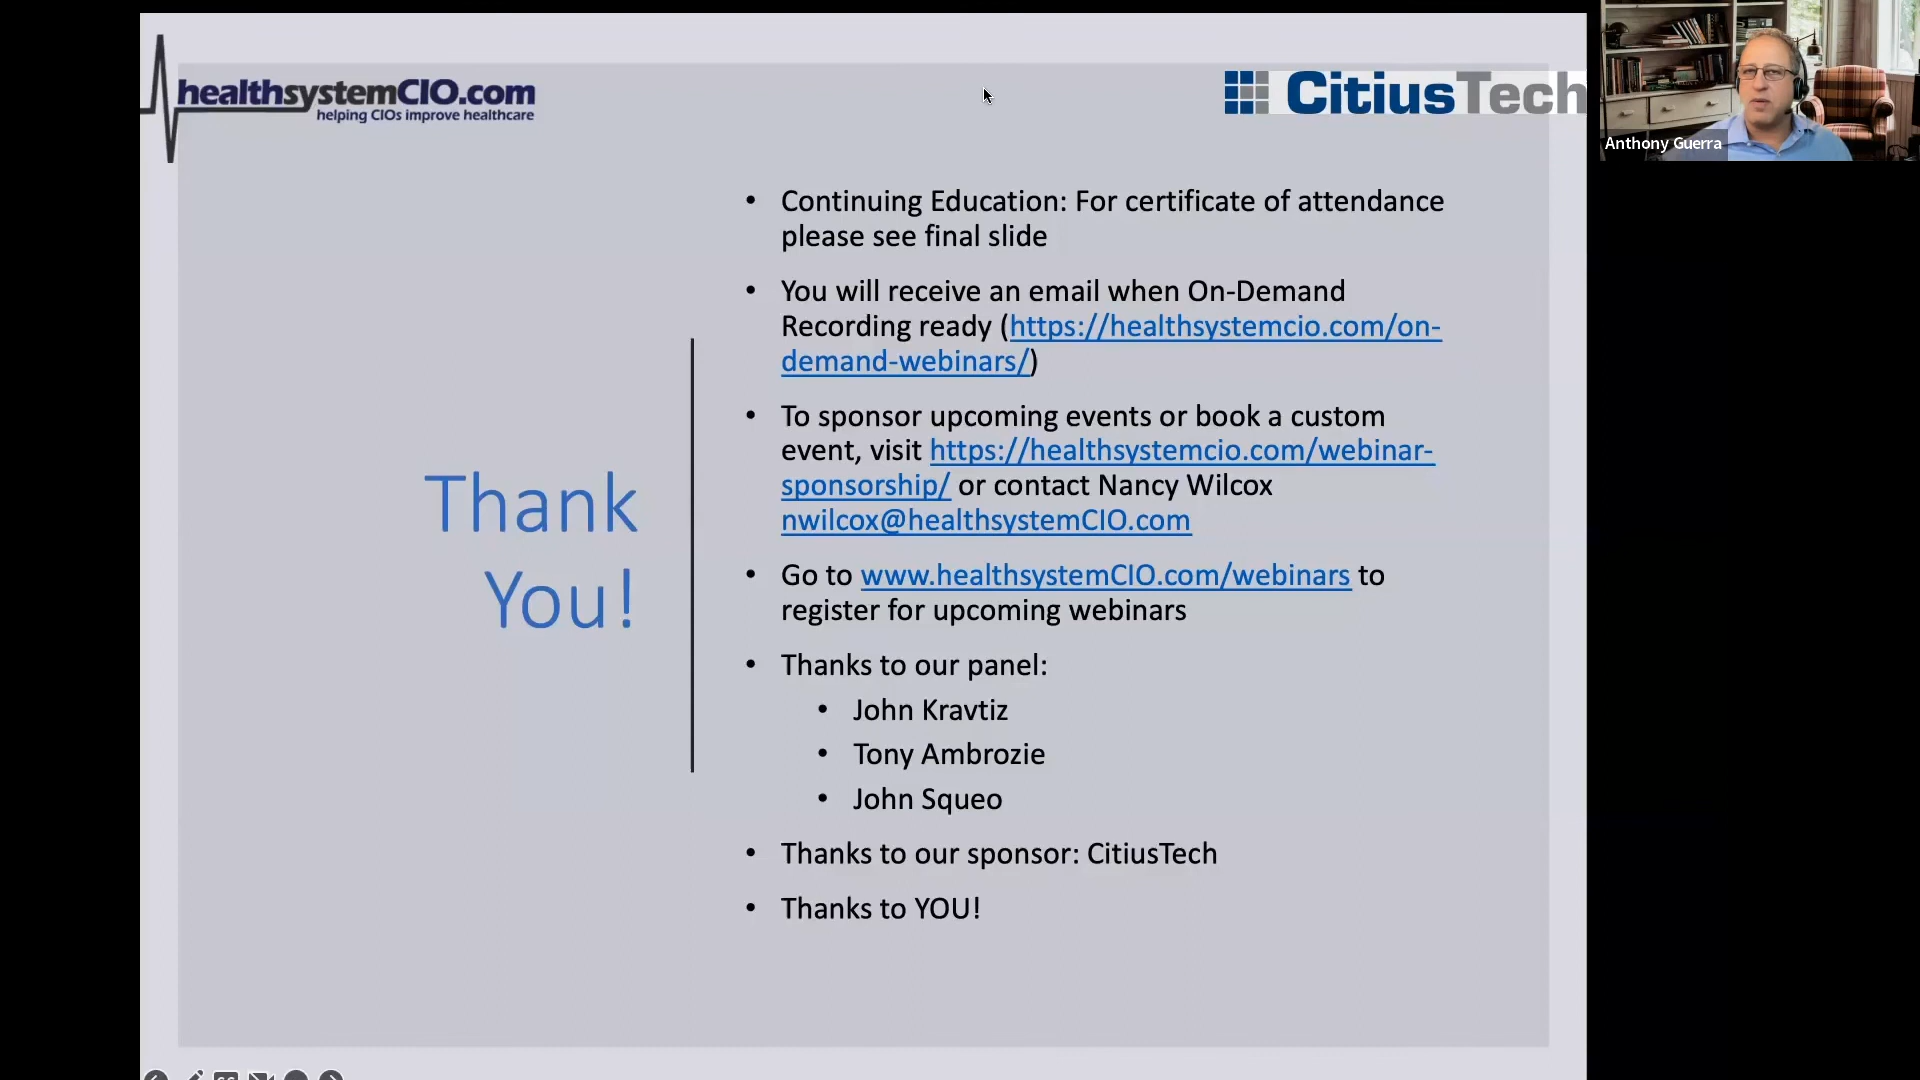 healthsystemCIO.com
helping CIOs improve healthcare
CitiusTech
Anthony Guerra
Thank
You!
• Continuing Education: For certificate of attendance
please see final slide
• You will receive an email when On-Demand
Recording ready (https://healthsystemcio.com/on-
demand-webinars/)
• To sponsor upcoming events or book a custom
event, visit https://healthsystemcio.com/webinar-
sponsorship/ or contact Nancy Wilcox
nwilcox@healthsystemCIO.com
• Go to www.healthsystemCIO.com/webinars to
register for upcoming webinars
• Thanks to our panel:
• John Kravtiz
• Tony Ambrozie
• John Squeo
• Thanks to our sponsor: CitiusTech
• Thanks to YOU!